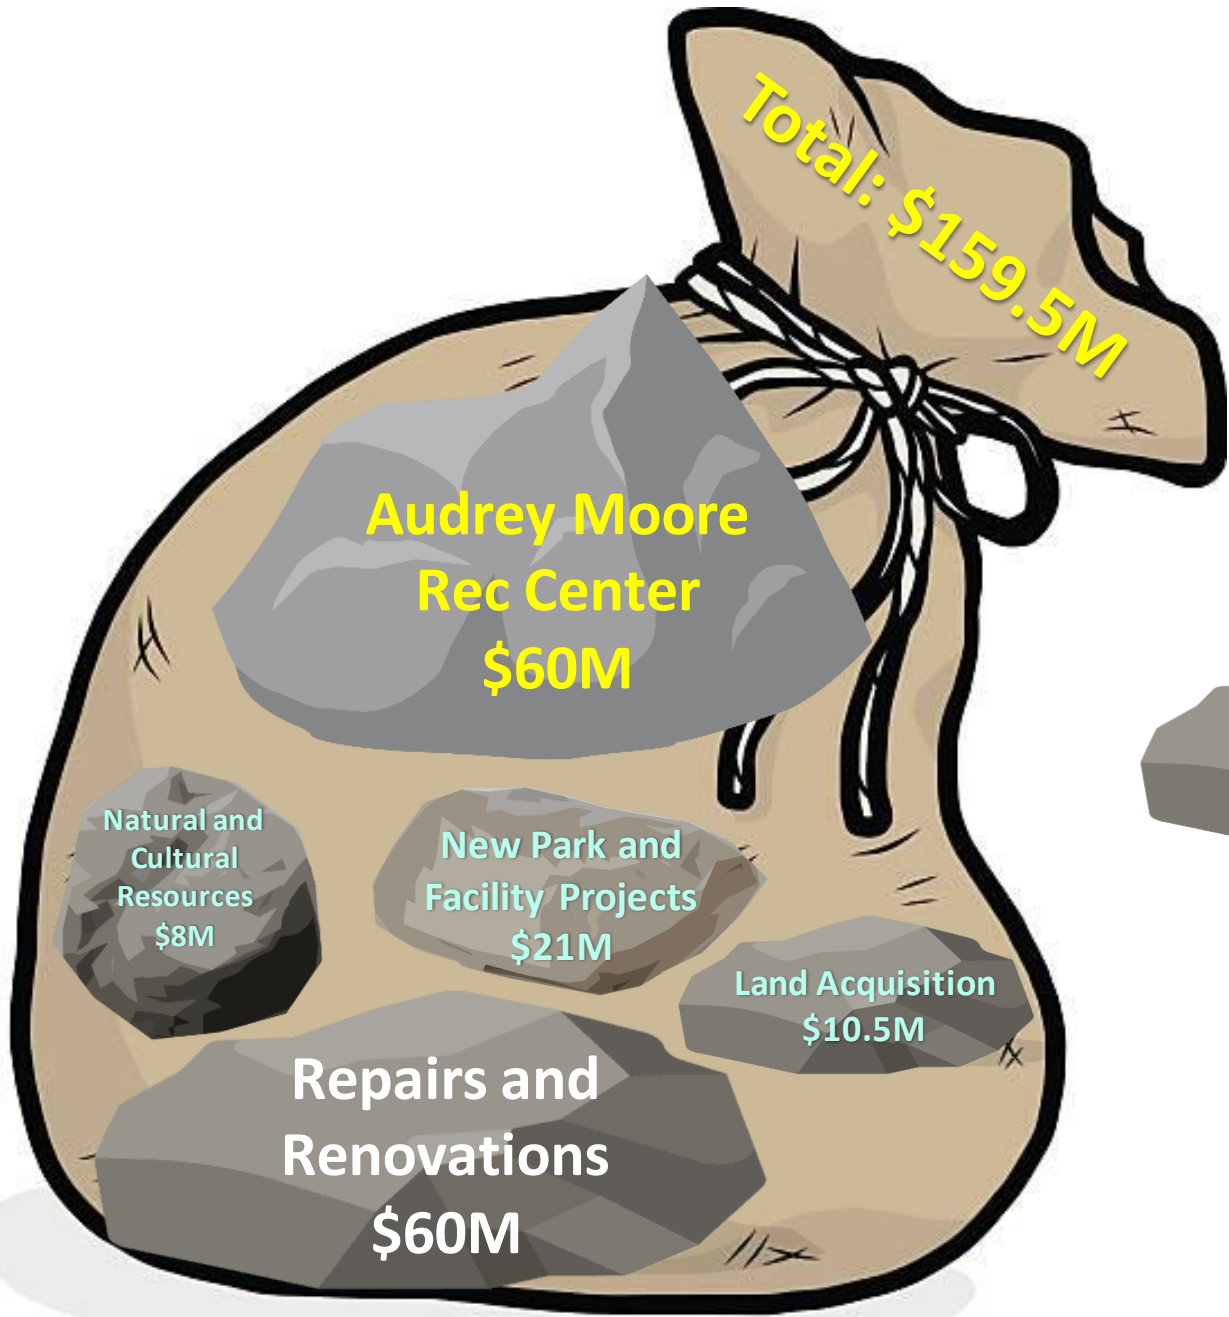 Total: $159.5M
Audrey Moore
Rec Center
$60M
Natural and
Cultural
Resources
$8M
New Park and
Facility Projects
$21M
Land Acquisition
$10.5M
Repairs and
Renovations
$60M